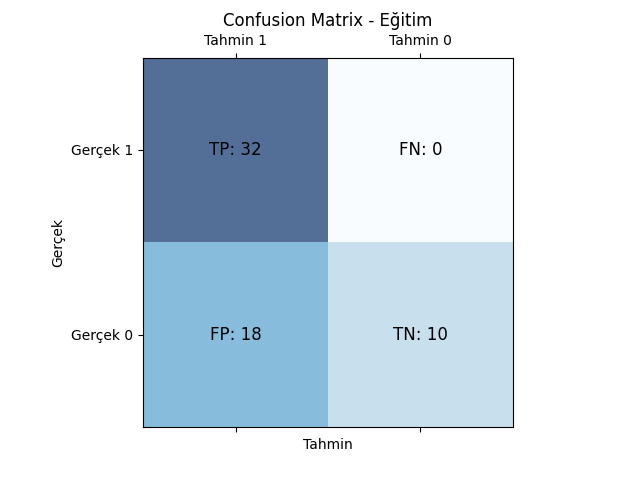 Confusion Matrix - Eğitim
Tahmin 1 Tahmin 0
Gerçek 1 TP: 32 FN: 0
Gerçek
Gerçek 0 FP: 18 TN: 10
Tahmin